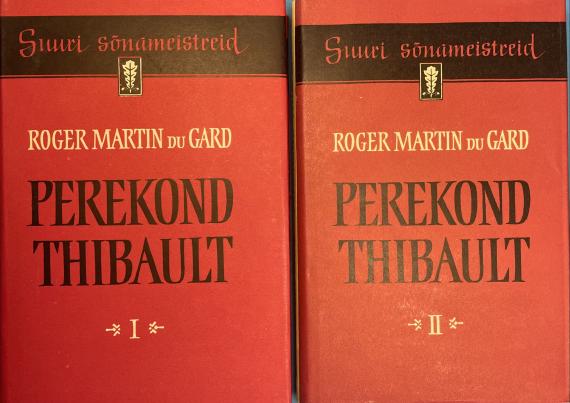 Suuri sõnameistreid
ROGER MARTIN DU GARD
PEREKOND
THIBAULT
I
Suuri sõnameistreid
ROGER MARTIN DU GARD
PEREKOND
THIBAULT
II